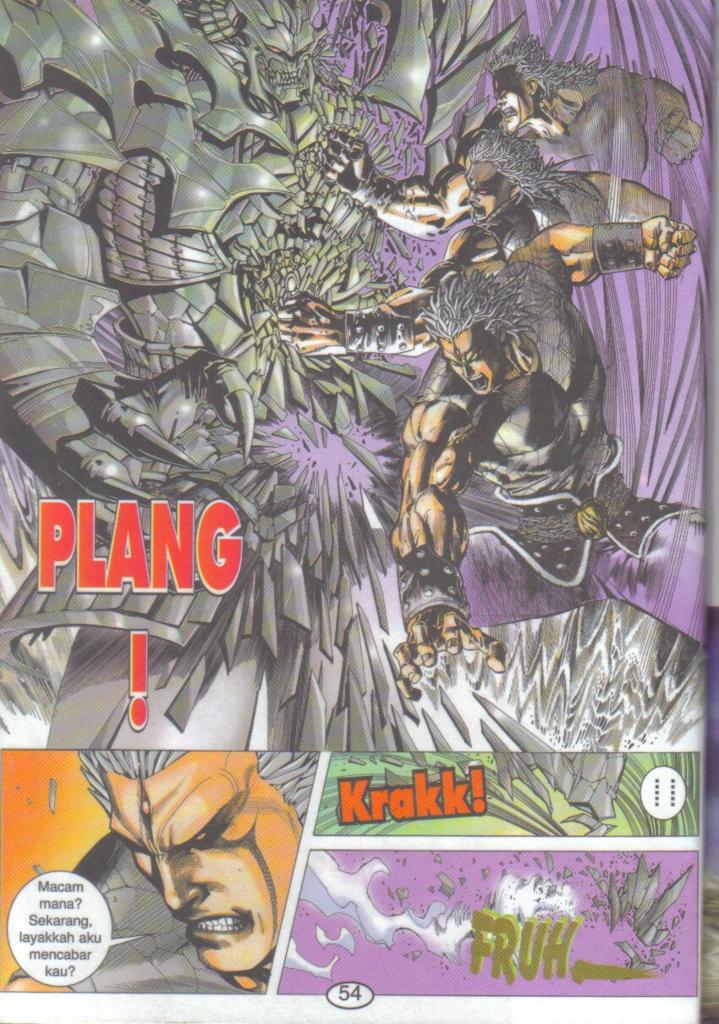 PLANG
!
Krakk!
Macam
mana?
Sekarang,
layakkah aku
mencabar
kau?
FRUH
54